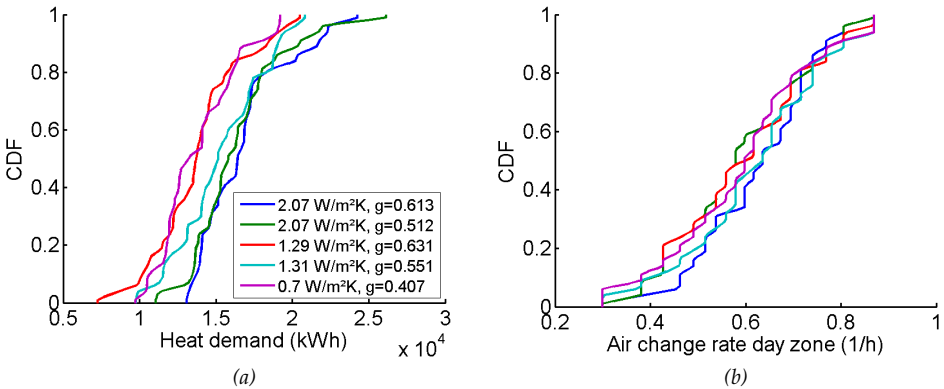 1
0.8
0.6
0.4
0.2
0
CDF
2.07 W/m²K, g=0.613
2.07 W/m²K, g=0.512
1.29 W/m²K, g=0.631
1.31 W/m²K, g=0.551
0.7 W/m²K, g=0.407
0.5 1 1.5 2 2.5 3
Heat demand (kWh)
x 10⁴
(a)
1
0.8
0.6
0.4
0.2
0
CDF
0.2 0.4 0.6 0.8 1
Air change rate day zone (1/h)
(b)